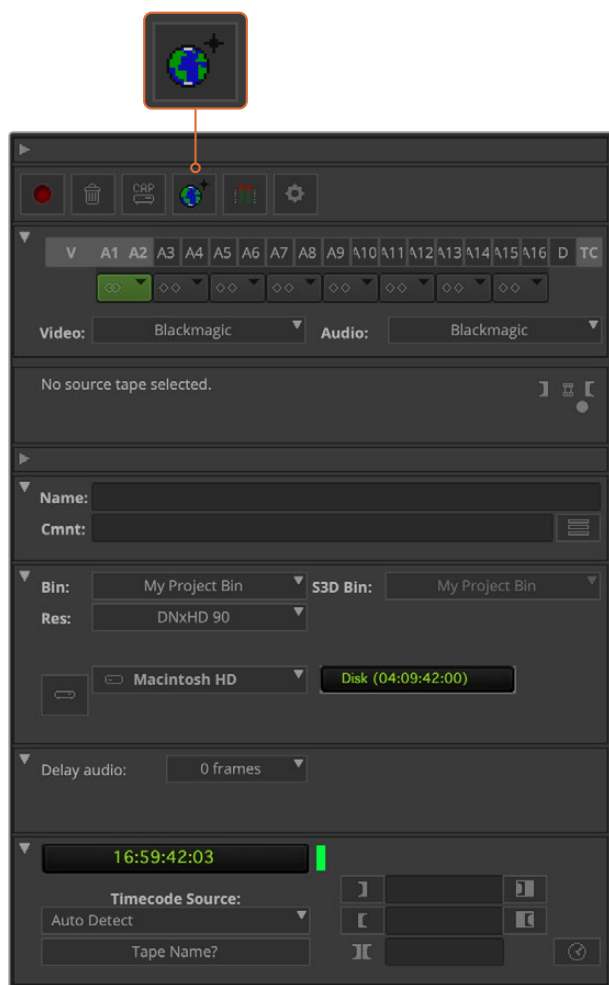 CAP
V A1 A2 A3 A4 A5 A6 A7 A8 A9 A10 A11 A12 A13 A14 A15 A16 D TC
Video: Blackmagic Audio: Blackmagic
No source tape selected.
Name:
Cmnt:
Bin: My Project Bin S3D Bin: My Project Bin
Res: DNxHD 90
Macintosh HD Disk (04:09:42:00)
Delay audio: 0 frames
16:59:42:03
Timecode Source:
Auto Detect
Tape Name?